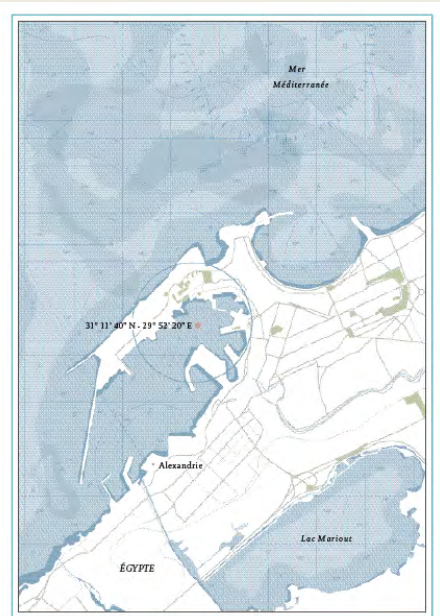 Mer
Méditerranée
31° 11' 40" N - 29° 52' 20" E
Alexandrie
Lac Mariout
ÉGYPTE